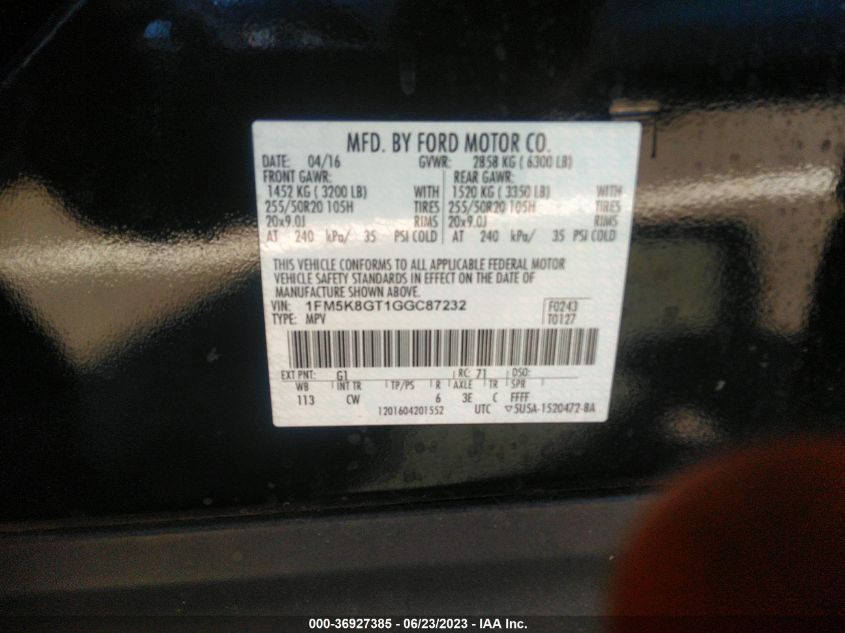 MFD. BY FORD MOTOR CO.
DATE: 04/16 GVWR: 2858 KG ( 6300 LB)
FRONT GAWR: REAR GAWR:
1452 KG ( 3200 LB) WITH 1520 KG ( 3350 LB) WITH
255/50R20 105H TIRES 255/50R20 105H TIRES
20x9.0J RIMS 20x9.0J RIMS
AT 240 kPa/ 35 PSI COLD AT 240 kPa/ 35 PSI COLD
THIS VEHICLE CONFORMS TO ALL APPLICABLE FEDERAL MOTOR
VEHICLE SAFETY STANDARDS IN EFFECT ON THE DATE OF
MANUFACTURE SHOWN ABOVE.
VIN: 1FM5K8GT1GGC87232 F0243
TYPE: MPV T0127
EXT PNT: G1 RC: 71 DSO:
WB INT TR TP/PS R AXLE TR SPR
113 CW 6 3E C FFFF
1201604201552 UTC ▽5U5A-1520472-BA
000-36927385 - 06/23/2023 - IAA Inc.